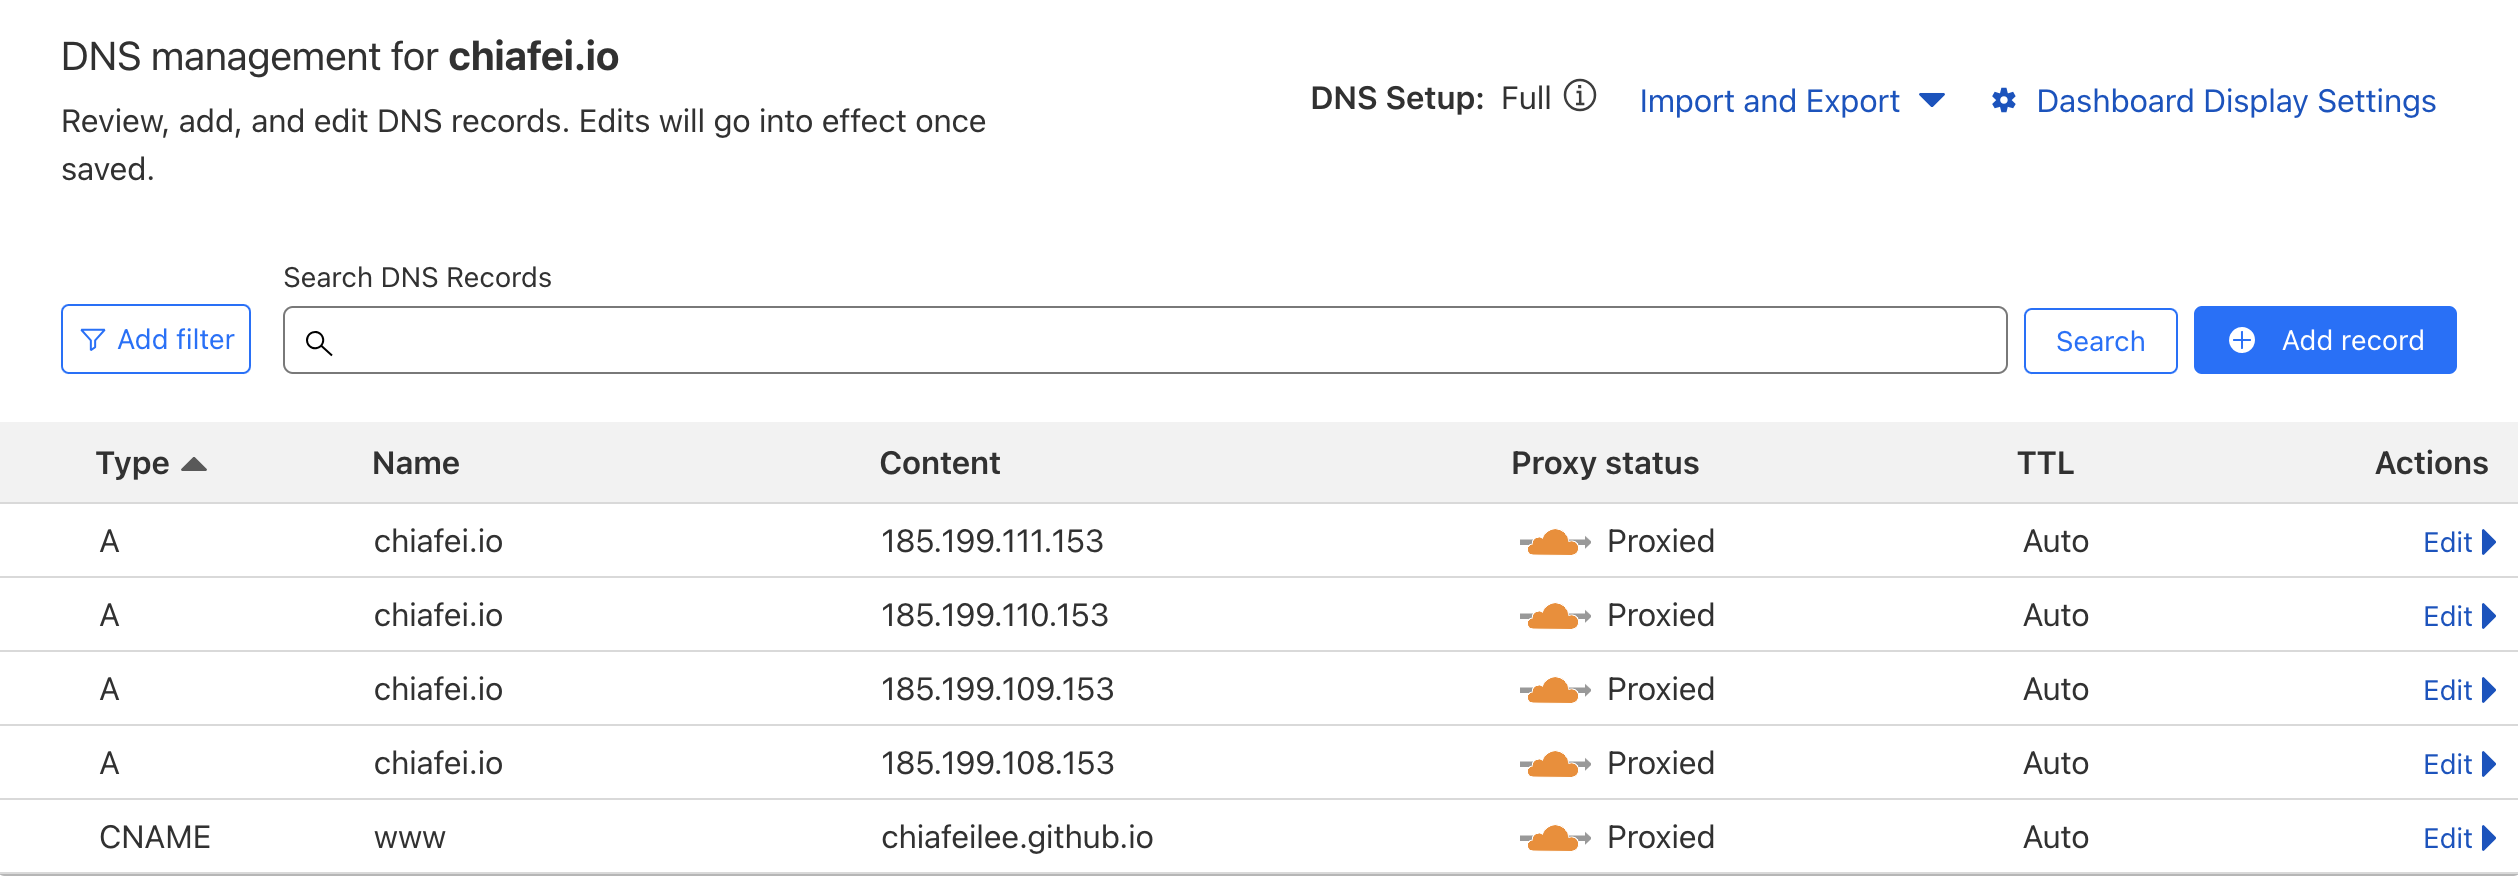 DNS management for chiafei.io
Review, add, and edit DNS records. Edits will go into effect once
saved.
DNS Setup: Full Import and Export Dashboard Display Settings
Search DNS Records
Add filter Search Add record
Type Name Content Proxy status TTL Actions
A chiafei.io 185.199.111.153 Proxied Auto Edit
A chiafei.io 185.199.110.153 Proxied Auto Edit
A chiafei.io 185.199.109.153 Proxied Auto Edit
A chiafei.io 185.199.108.153 Proxied Auto Edit
CNAME www chiafeilee.github.io Proxied Auto Edit